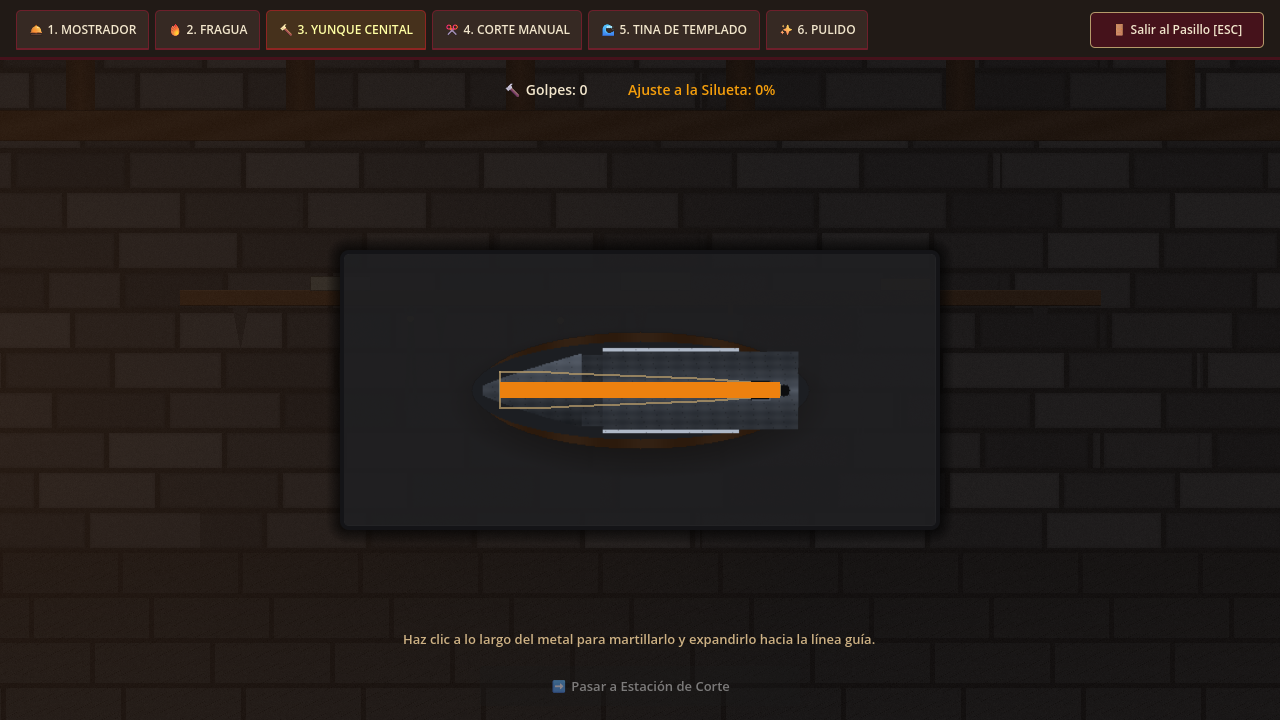 1. MOSTRADOR
2. FRAGUA
3. YUNQUE CENITAL
4. CORTE MANUAL
5. TINA DE TEMPLADO
6. PULIDO
Salir al Pasillo [ESC]
Golpes: 0
Ajuste a la Silueta: 0%
Haz clic a lo largo del metal para martillarlo y expandirlo hacia la línea guía.
Pasar a Estación de Corte